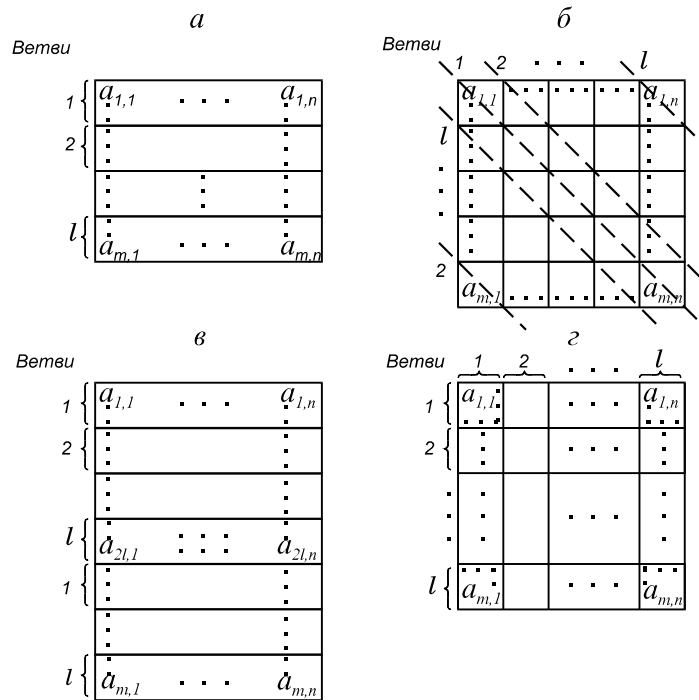 а
Ветви
1
a1,1 . . . a1,n
2
l
am,1 . . . am,n
б
Ветви
1 2 . . . l
a1,1 a1,n
l
2
am,1 am,n
в
Ветви
1
a1,1 . . . a1,n
2
l
a2l,1 a2l,n
1
l
am,1 . . . am,n
г
Ветви
1 2 . . . l
1
a1,1 . . . a1,n
2
. . .
. . .
l
am,1 . . . am,n